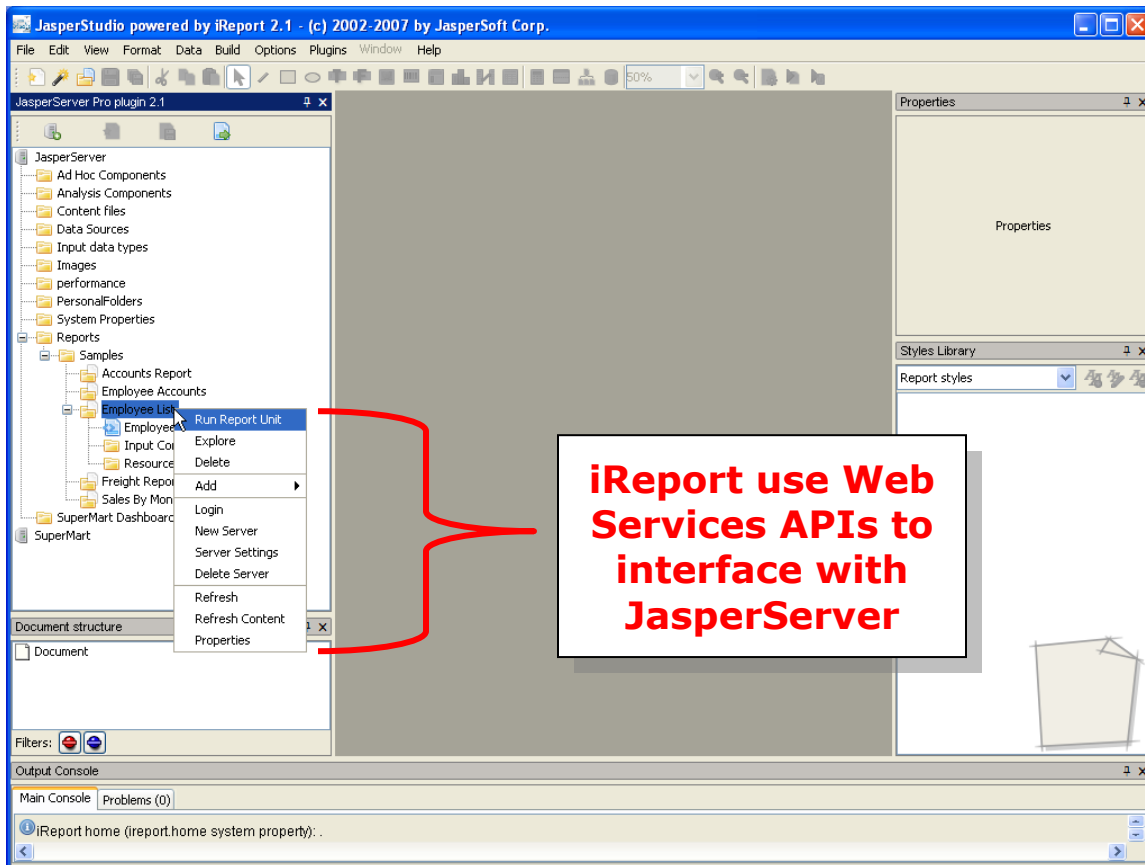 JasperStudio powered by iReport 2.1 - (c) 2002-2007 by JasperSoft Corp.
File Edit View Format Data Build Options Plugins Window Help
50%
JasperServer Pro plugin 2.1
JasperServer
Ad Hoc Components
Analysis Components
Content files
Data Sources
Input data types
Images
performance
PersonalFolders
System Properties
Reports
Samples
Accounts Report
Employee Accounts
Employee List
Employee
Input Co
Resource
Freight Repo
Sales By Mon
SuperMart Dashboard
SuperMart
Run Report Unit
Explore
Delete
Add
Login
New Server
Server Settings
Delete Server
Refresh
Refresh Content
Properties
iReport use Web
Services APIs to
interface with
JasperServer
Properties
Properties
Styles Library
Report styles
Document structure
Document
Filters:
Output Console
Main Console Problems (0)
iReport home (ireport.home system property): .